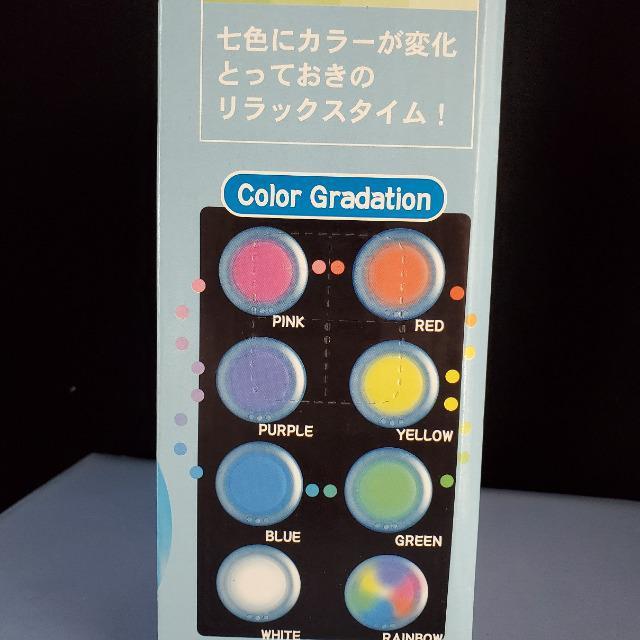 七色にカラーが変化
とっておきの
リラックスタイム！
Color Gradation
PINK
RED
PURPLE
YELLOW
BLUE
GREEN
WHITE
RAINBOW